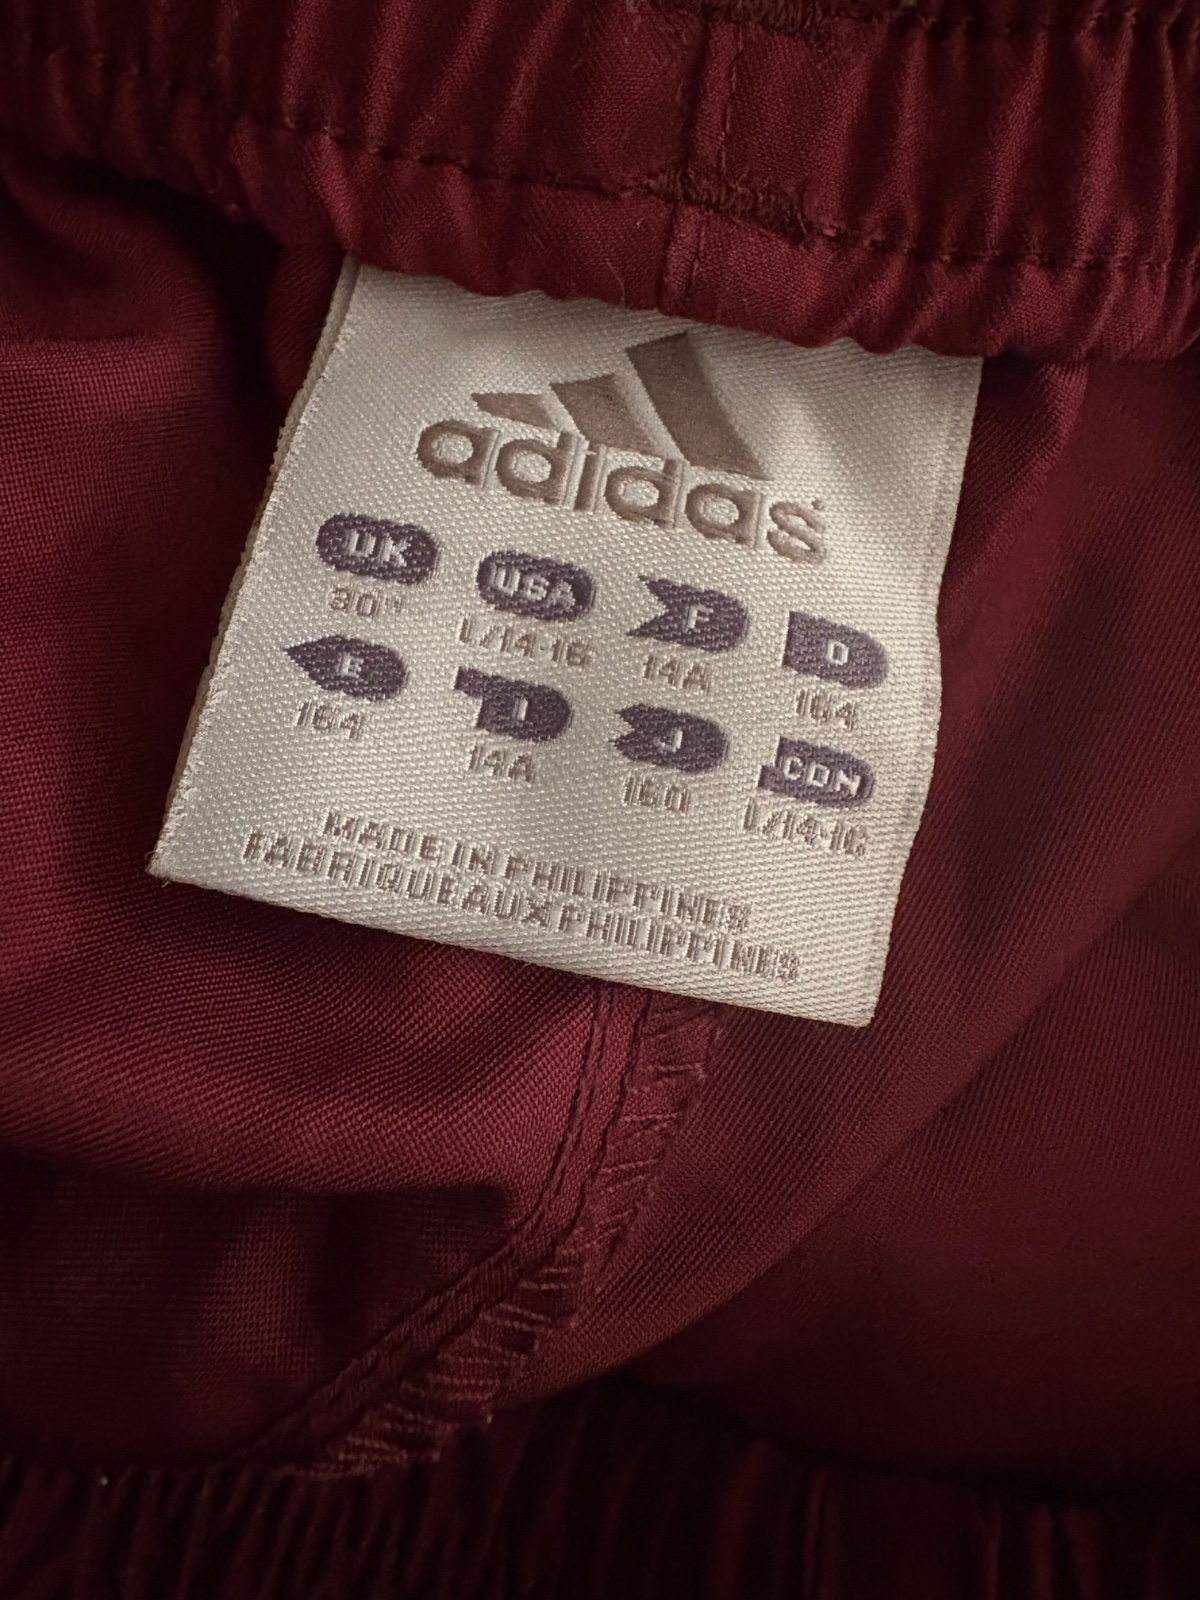 adidas
UK USA F D
30" L/14-16 14A 164
E I J CDN
164 14A 160 L/14-16
MADE IN PHILIPPINES
FABRIQUE AUX PHILIPPINES